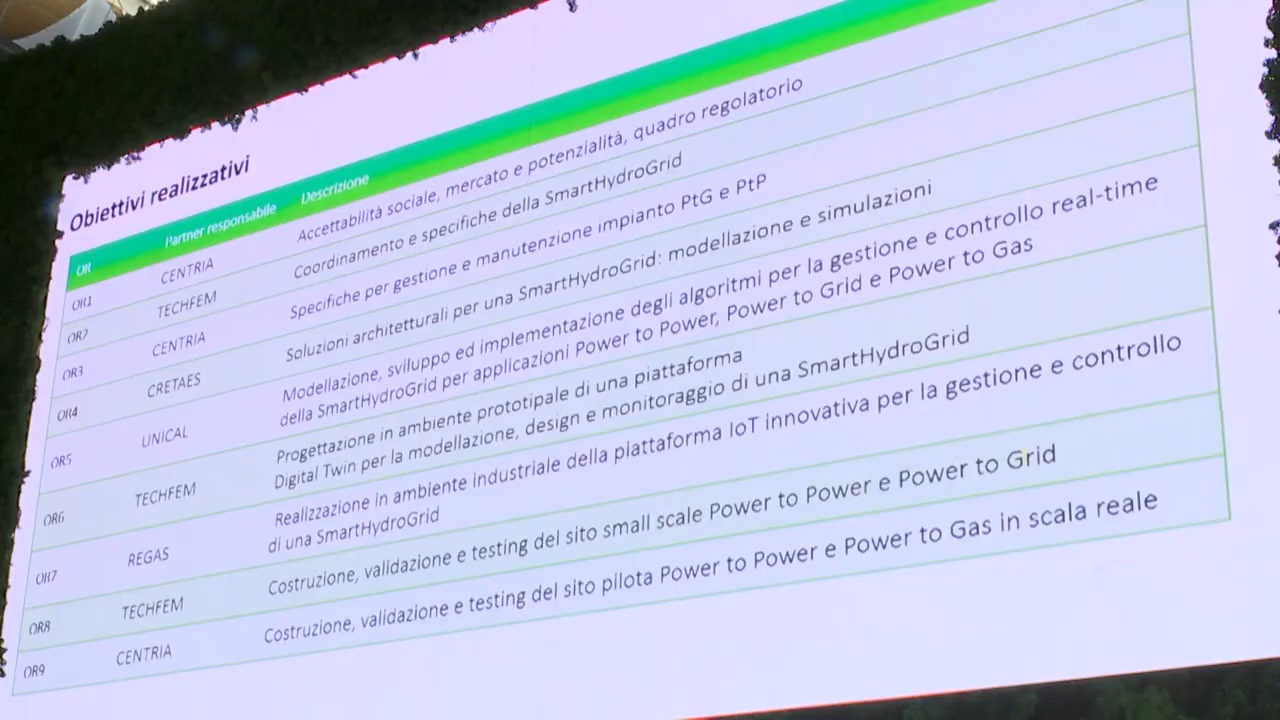 Obiettivi realizzativi
OR Partner responsabile Descrizione
OR1 CENTRIA Accettabilità sociale, mercato e potenzialità, quadro regolatorio
OR2 TECHFEM Coordinamento e specifiche della SmartHydroGrid
OR3 CENTRIA Specifiche per gestione e manutenzione impianto PtG e PtP
OR4 CRETAES Soluzioni architetturali per una SmartHydroGrid: modellazione e simulazioni
OR5 UNICAL Modellazione, sviluppo ed implementazione degli algoritmi per la gestione e controllo real-time
della SmartHydroGrid per applicazioni Power to Power, Power to Grid e Power to Gas
OR6 TECHFEM Progettazione in ambiente prototipale di una piattaforma
Digital Twin per la modellazione, design e monitoraggio di una SmartHydroGrid
OR7 REGAS Realizzazione in ambiente industriale della piattaforma IoT innovativa per la gestione e controllo
di una SmartHydroGrid
OR8 TECHFEM Costruzione, validazione e testing del sito small scale Power to Power e Power to Grid
OR9 CENTRIA Costruzione, validazione e testing del sito pilota Power to Power e Power to Gas in scala reale